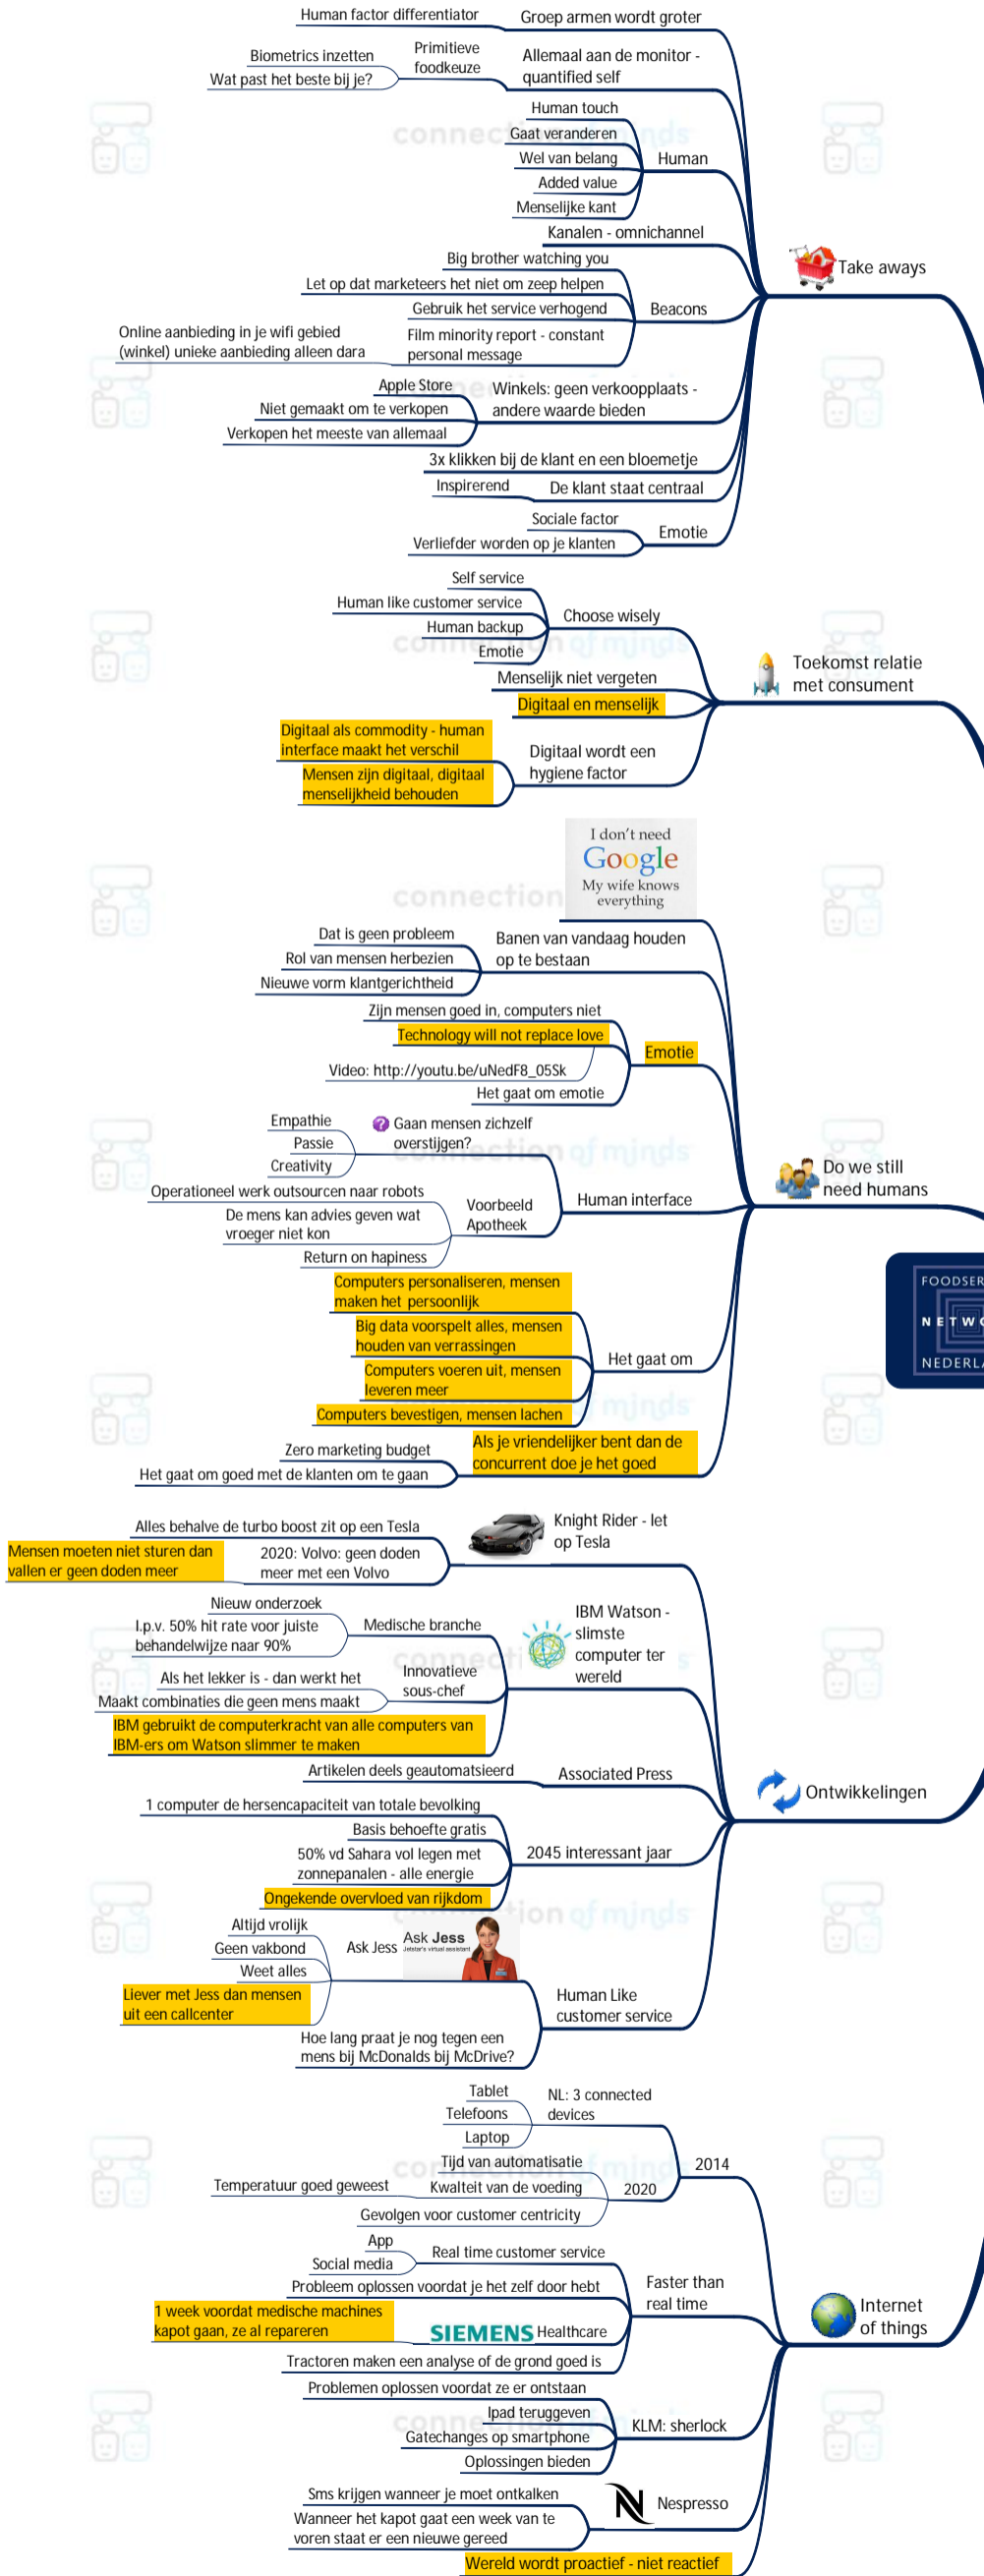 Human factor differentiator
Groep armen wordt groter
Biometrics inzetten
Wat past het beste bij je?
Primitieve
foodkeuze
Allemaal aan de monitor -
quantified self
Human touch
Gaat veranderen
Wel van belang
Added value
Menselijke kant
Human
Kanalen - omnichannel
Big brother watching you
Let op dat marketeers het niet om zeep helpen
Gebruik het service verhogend
Online aanbieding in je wifi gebied
(winkel) unieke aanbieding alleen dara
Film minority report - constant
personal message
Beacons
Take aways
Apple Store
Niet gemaakt om te verkopen
Verkopen het meeste van allemaal
Winkels: geen verkoopplaats -
andere waarde bieden
3x klikken bij de klant en een bloemetje
Inspirerend
De klant staat centraal
Sociale factor
Verliefder worden op je klanten
Emotie
Self service
Human like customer service
Human backup
Emotie
Choose wisely
Menselijk niet vergeten
Digitaal en menselijk
Digitaal als commodity - human
interface maakt het verschil
Mensen zijn digitaal, digitaal
menselijkheid behouden
Digitaal wordt een
hygiene factor
Toekomst relatie
met consument
I don't need
Google
My wife knows
everything
Dat is geen probleem
Rol van mensen herbezien
Nieuwe vorm klantgerichtheid
Banen van vandaag houden
op te bestaan
Zijn mensen goed in, computers niet
Technology will not replace love
Video: http://youtu.be/uNedF8_05Sk
Het gaat om emotie
Emotie
Empathie
Passie
Creativity
Gaan mensen zichzelf
overstijgen?
Operationeel werk outsourcen naar robots
De mens kan advies geven wat
vroeger niet kon
Return on hapiness
Voorbeeld
Apotheek
Human interface
Do we still
need humans
Computers personaliseren, mensen
maken het persoonlijk
Big data voorspelt alles, mensen
houden van verrassingen
Computers voeren uit, mensen
leveren meer
Computers bevestigen, mensen lachen
Het gaat om
Zero marketing budget
Het gaat om goed met de klanten om te gaan
Als je vriendelijker bent dan de
concurrent doe je het goed
FOODSER
NETWO
NEDERLA
Alles behalve de turbo boost zit op een Tesla
Mensen moeten niet sturen dan
vallen er geen doden meer
2020: Volvo: geen doden
meer met een Volvo
Knight Rider - let
op Tesla
Nieuw onderzoek
I.p.v. 50% hit rate voor juiste
behandelwijze naar 90%
Medische branche
Als het lekker is - dan werkt het
Maakt combinaties die geen mens maakt
Innovatieve
sous-chef
IBM gebruikt de computerkracht van alle computers van
IBM-ers om Watson slimmer te maken
IBM Watson -
slimste
computer ter
wereld
Artikelen deels geautomatsieerd
Associated Press
1 computer de hersencapaciteit van totale bevolking
Basis behoefte gratis
50% vd Sahara vol leggen met
zonnepanalen - alle energie
Ongekende overvloed van rijkdom
2045 interessant jaar
Ontwikkelingen
Altijd vrolijk
Geen vakbond
Weet alles
Liever met Jess dan mensen
uit een callcenter
Ask Jess
Ask Jess
Jetstar's virtual assistant
Hoe lang praat je nog tegen een
mens bij McDonalds bij McDrive?
Human Like
customer service
Tablet
Telefoons
Laptop
NL: 3 connected
devices
Tijd van automatisatie
Temperatuur goed geweest
Kwalteit van de voeding
Gevolgen voor customer centricity
2020
2014
App
Social media
Real time customer service
Probleem oplossen voordat je het zelf door hebt
1 week voordat medische machines
kapot gaan, ze al repareren
SIEMENS Healthcare
Tractoren maken een analyse of de grond goed is
Faster than
real time
Internet
of things
Problemen oplossen voordat ze er ontstaan
Ipad teruggeven
Gatechanges op smartphone
Oplossingen bieden
KLM: sherlock
Sms krijgen wanneer je moet ontkalken
Wanneer het kapot gaat een week van te
voren staat er een nieuwe gereed
Nespresso
Wereld wordt proactief - niet reactief